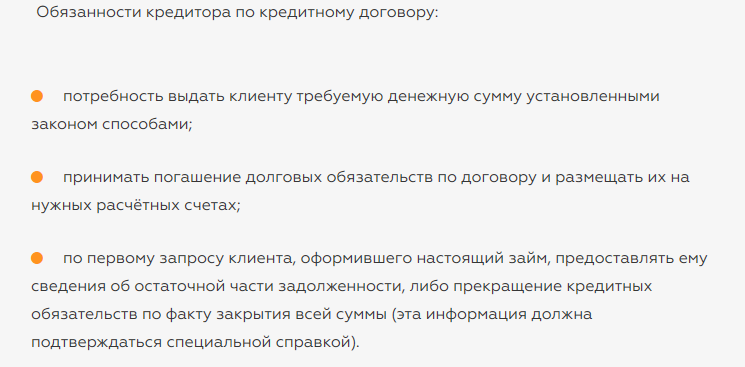 Обязанности кредитора по кредитному договору:
потребность выдать клиенту требуемую денежную сумму установленными
законом способами;
принимать погашение долговых обязательств по договору и размещать их на
нужных расчётных счетах;
по первому запросу клиента, оформившего настоящий займ, предоставлять ему
сведения об остаточной части задолженности, либо прекращение кредитных
обязательств по факту закрытия всей суммы (эта информация должна
подтверждаться специальной справкой).